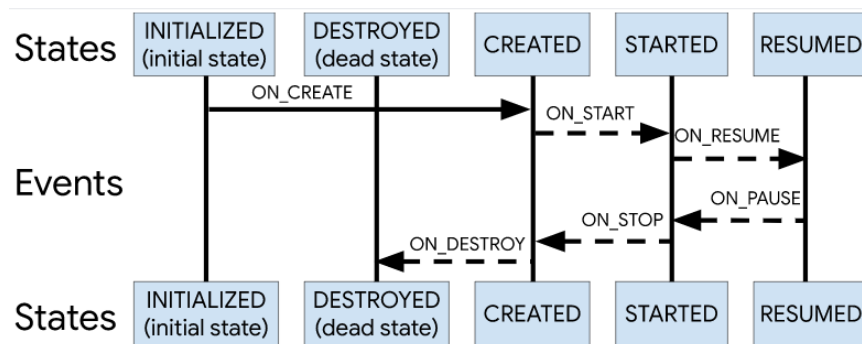 States
INITIALIZED
(initial state)
DESTROYED
(dead state)
CREATED
STARTED
RESUMED
ON_CREATE
ON_START
ON_RESUME
Events
ON_PAUSE
ON_STOP
ON_DESTROY
States
INITIALIZED
(initial state)
DESTROYED
(dead state)
CREATED
STARTED
RESUMED